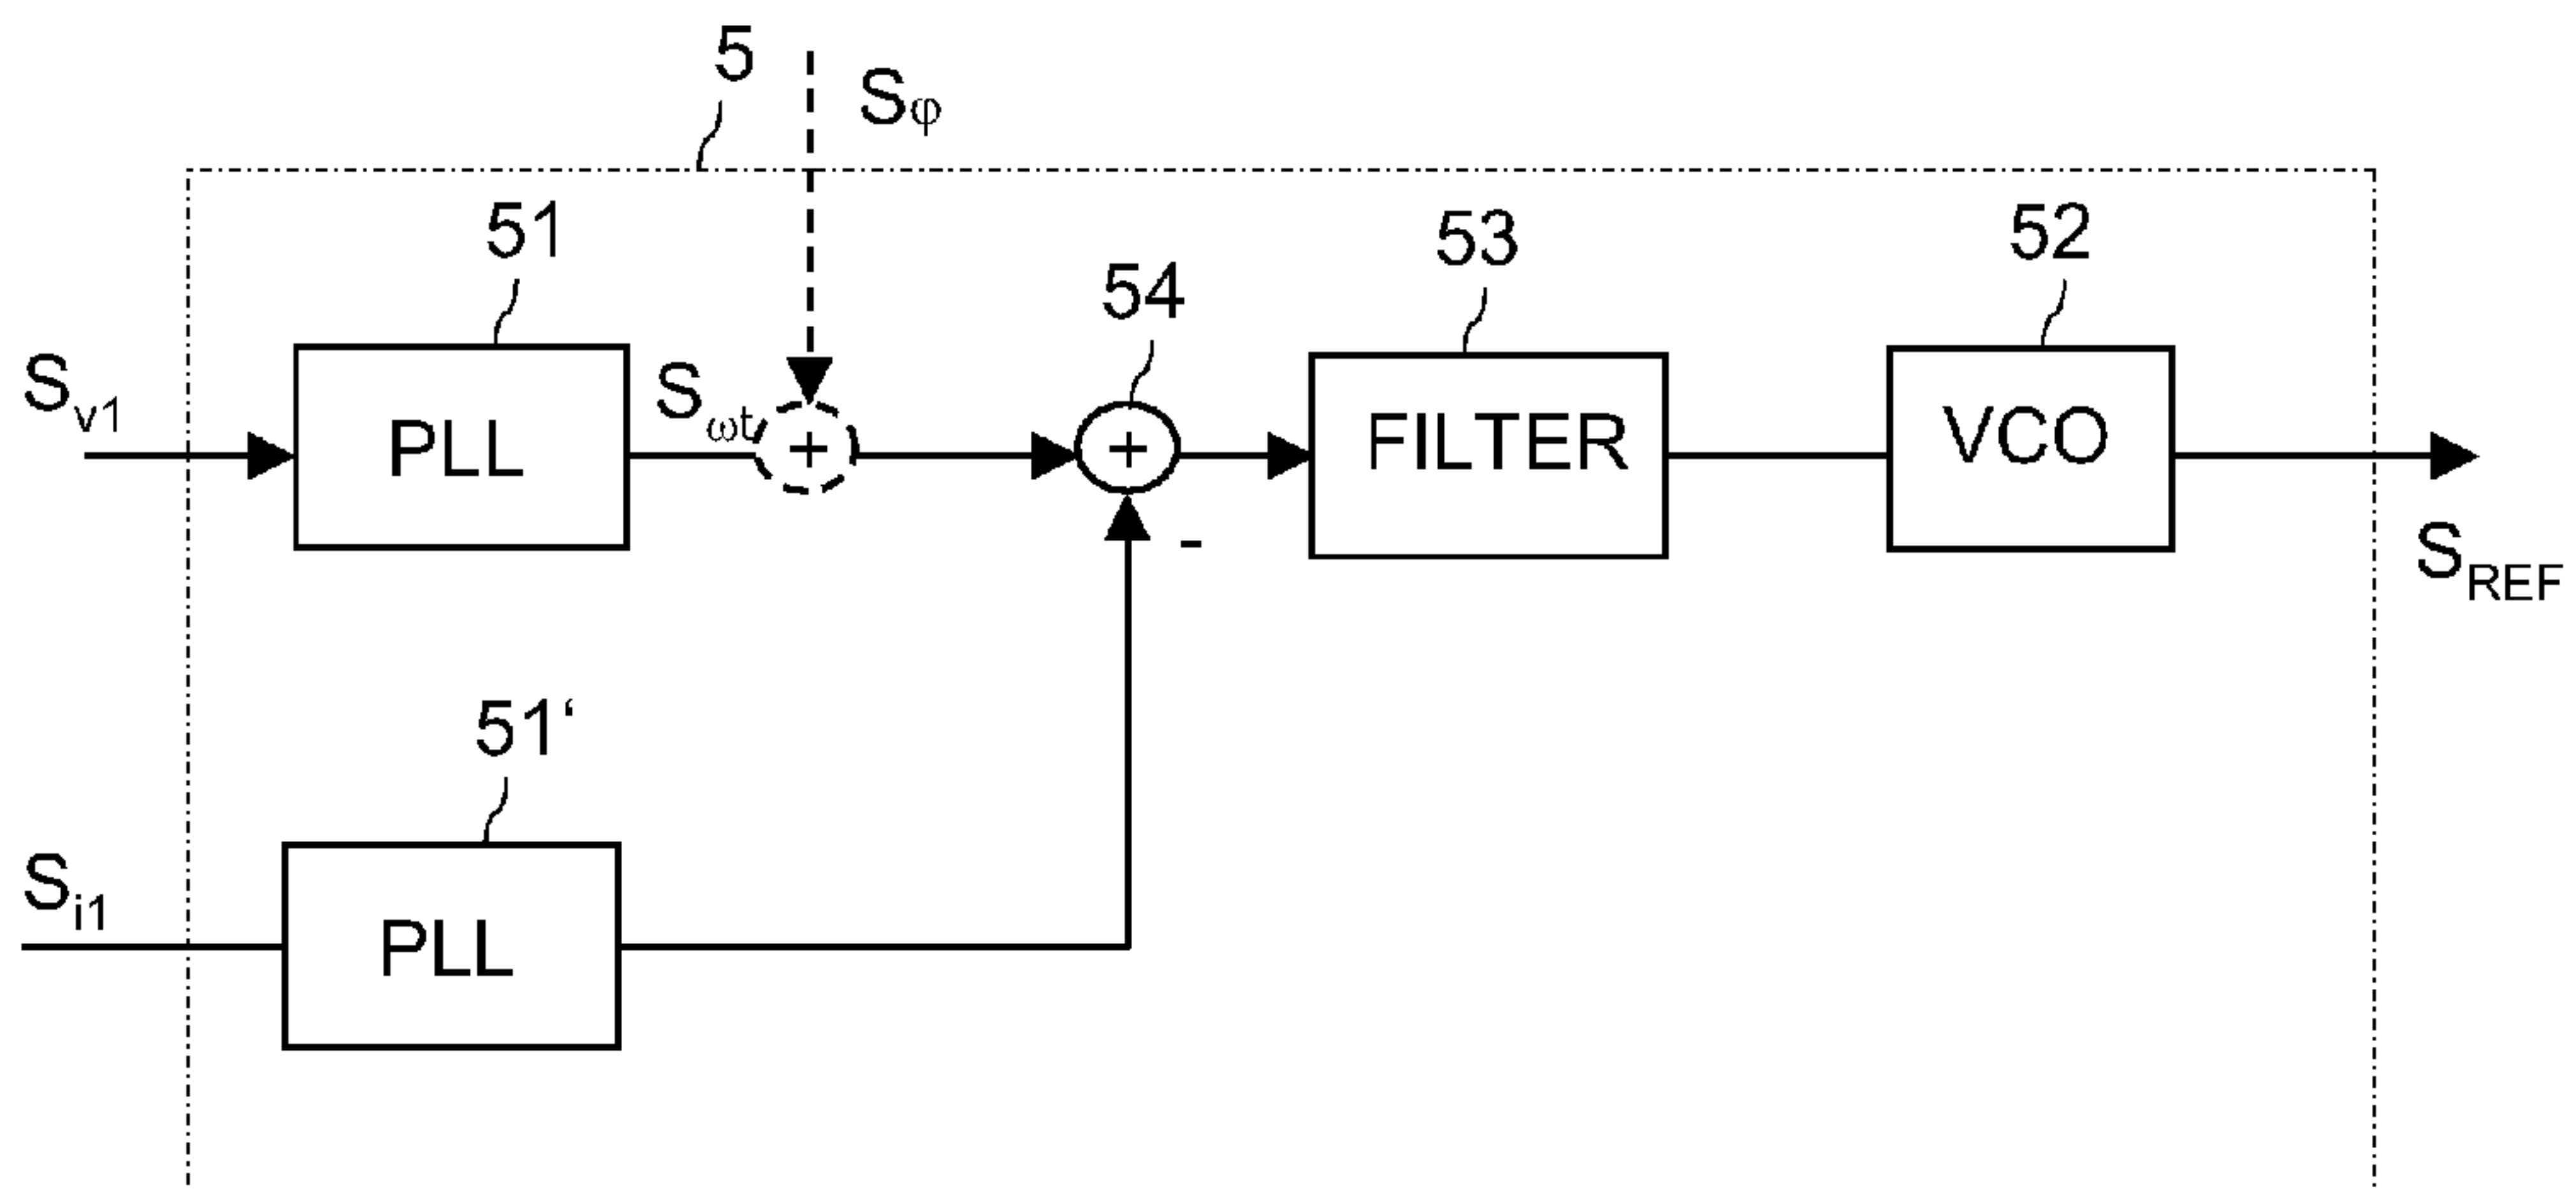 5
Sφ
51
53
52
54
Sv1
PLL
Sωt
+
+
FILTER
VCO
-
SREF
51‘
Si1
PLL